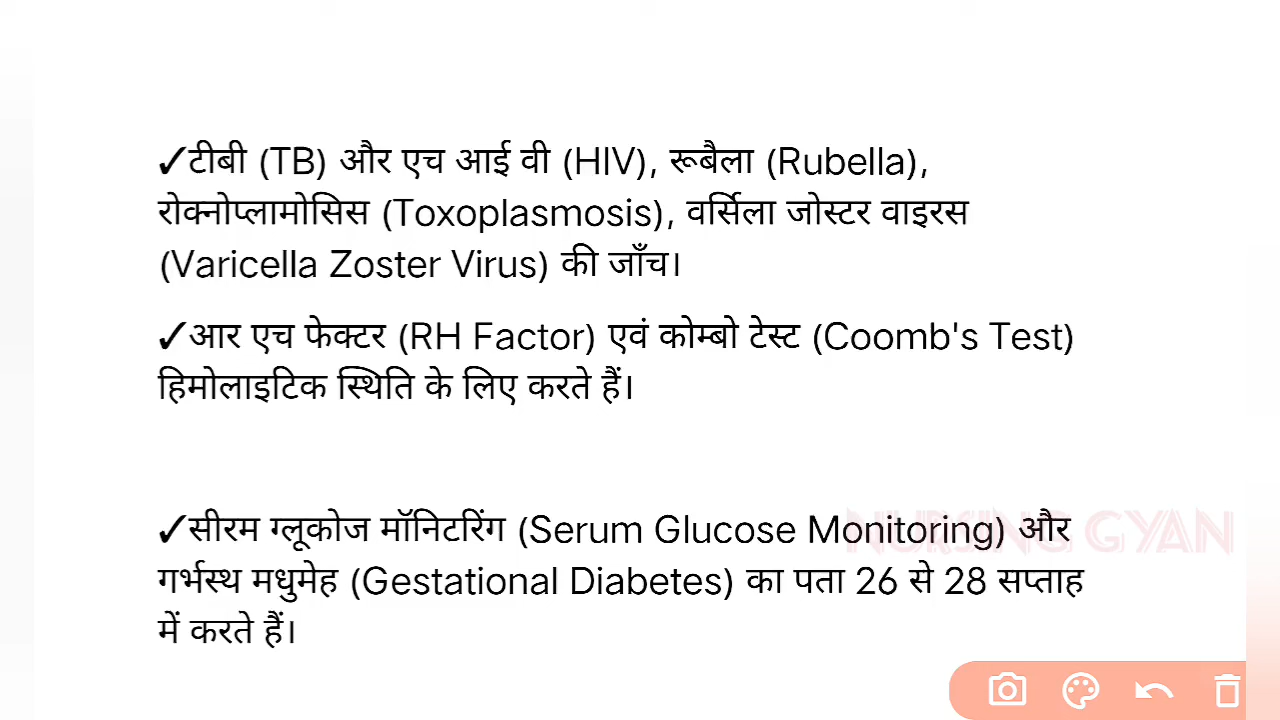 ✓टीबी (TB) और एच आई वी (HIV), रूबैला (Rubella),
रोक्नोप्लामोसिस (Toxoplasmosis), वर्सिला जोस्टर वाइरस
(Varicella Zoster Virus) की जाँच।
✓आर एच फेक्टर (RH Factor) एवं कोम्बो टेस्ट (Coomb's Test)
हिमोलाइटिक स्थिति के लिए करते हैं।
✓सीरम ग्लूकोज मॉनिटरिंग (Serum Glucose Monitoring) और
NURSING GYAN
गर्भस्थ मधुमेह (Gestational Diabetes) का पता 26 से 28 सप्ताह
में करते हैं।